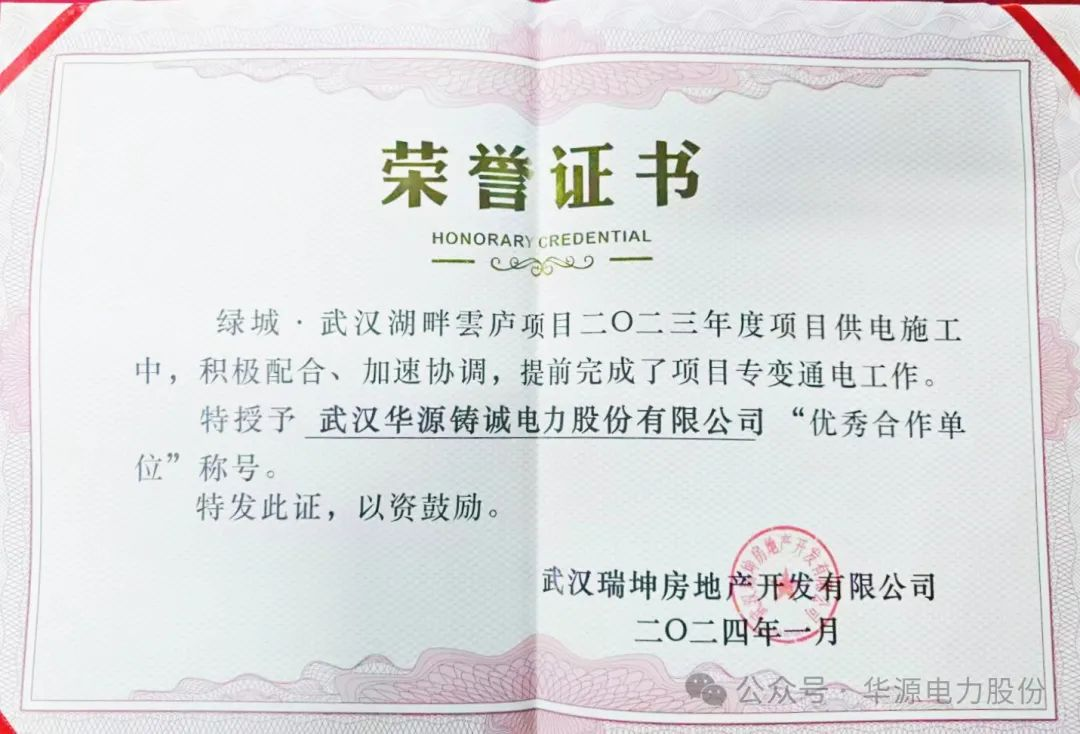 荣誉证书
HONORARY CREDENTIAL
绿城·武汉湖畔雲庐项目二〇二三年度项目供电施工
中，积极配合、加速协调，提前完成了项目专变通电工作。
特授予 武汉华源铸诚电力股份有限公司 “优秀合作单
位”称号。
特发此证，以资鼓励。
武汉瑞坤房地产开发有限公司
二〇二四年一月
公众号·华源电力股份